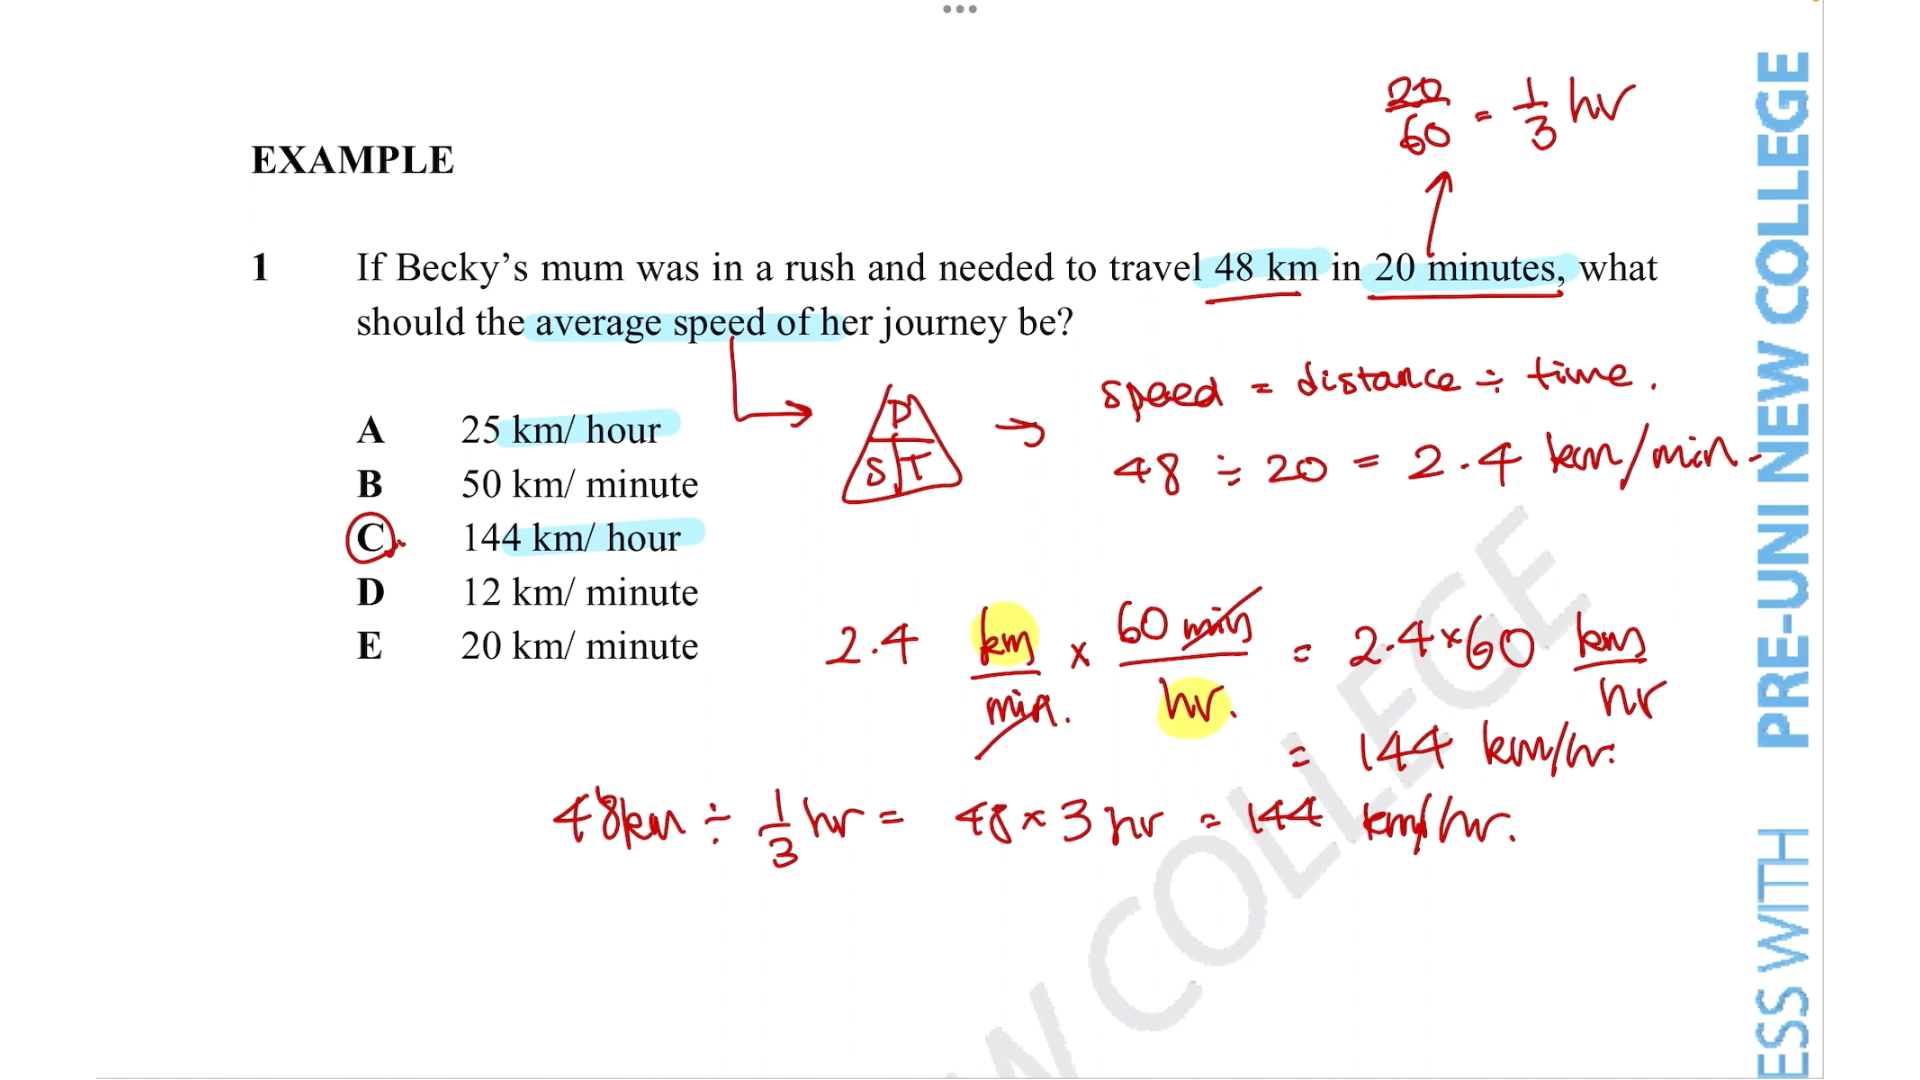 20/60 = 1/3 hr
EXAMPLE
1 If Becky's mum was in a rush and needed to travel 48 km in 20 minutes, what
should the average speed of her journey be?
speed = distance ÷ time.
D
S T
48 ÷ 20 = 2.4 km/min.
A 25 km/ hour
B 50 km/ minute
C 144 km/ hour
D 12 km/ minute
E 20 km/ minute
2.4 km/min. × 60 min/hr. = 2.4×60 km/hr
= 144 km/hr.
48km ÷ 1/3 hr = 48 × 3 hr = 144 km/hr.
W COLLEGE
ESS WITH PRE-UNI NEW COLLEGE